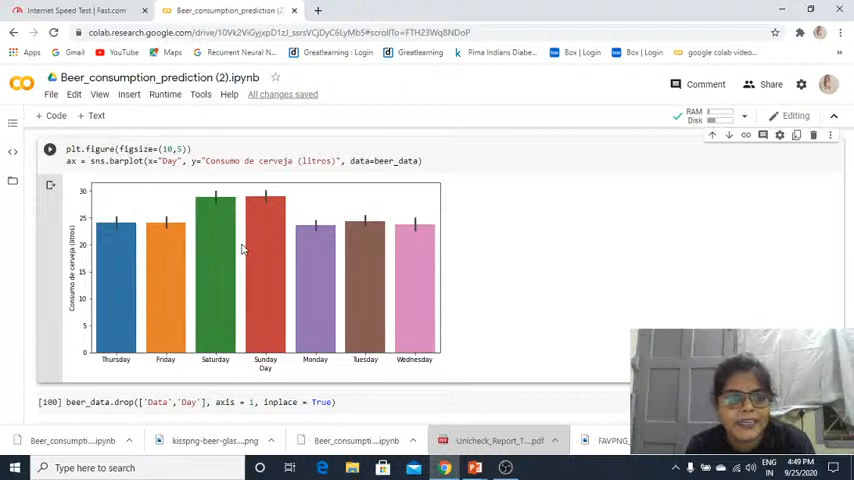 Internet Speed Test | Fast.com
Beer_consumption_prediction (2).i
colab.research.google.com/drive/10Vk2ViGyjxpD1zJ_ssrsVCjDyC6LyMb5#scrollTo=FTH23Wq8NDoP
Apps Gmail YouTube Maps Recurrent Neural N... Greatlearning : Login Greatlearning Pima Indians Diabe... Box | Login Box | Login google colab video...
Beer_consumption_prediction (2).ipynb
Comment Share
File Edit View Insert Runtime Tools Help All changes saved
+ Code + Text
RAM
Disk
Editing
plt.figure(figsize=(10,5))
ax = sns.barplot(x="Day", y="Consumo de cerveja (litros)", data=beer_data)
30
25
20
15
10
5
0
Consumo de cerveja (litros)
Thursday Friday Saturday Sunday Monday Tuesday Wednesday
Day
[100] beer_data.drop(['Data','Day'], axis = 1, inplace = True)
Beer_consumpti....ipynb kisspng-beer-glas....png Beer_consumpti....ipynb Unicheck_Report_T....pdf FAVPNG_
Type here to search
ENG
IN
4:49 PM
9/25/2020